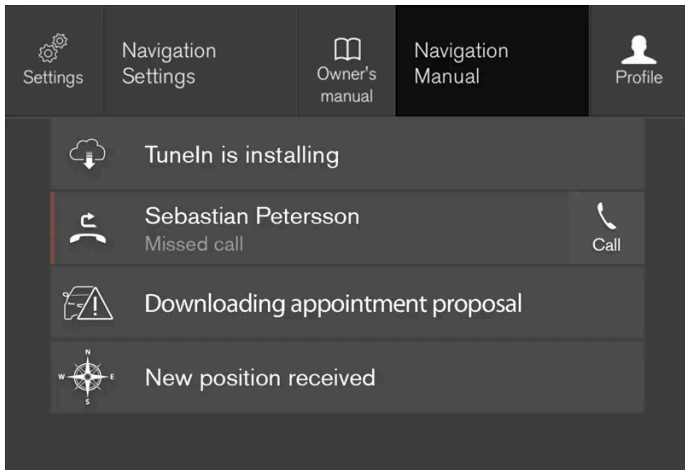 Settings
Navigation
Settings
Owner's
manual
Navigation
Manual
Profile
TuneIn is installing
Sebastian Petersson
Missed call
Call
Downloading appointment proposal
N
W E
S
New position received